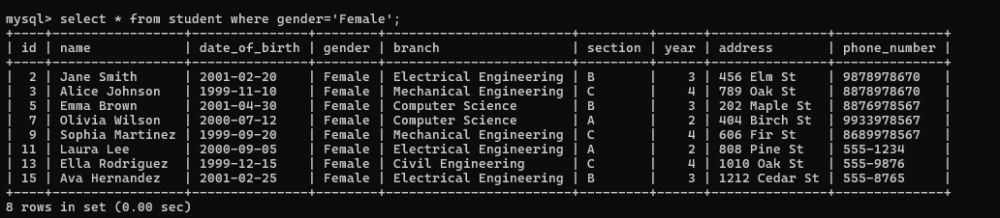 mysql> select * from student where gender='Female';
+----+-----------------+---------------+--------+------------------------+---------+------+---------------+--------------+
| id | name            | date_of_birth | gender | branch                 | section | year | address       | phone_number |
+----+-----------------+---------------+--------+------------------------+---------+------+---------------+--------------+
|  2 | Jane Smith      | 2001-02-20    | Female | Electrical Engineering | B       |    3 | 456 Elm St    | 9878978670   |
|  3 | Alice Johnson   | 1999-11-10    | Female | Mechanical Engineering | C       |    4 | 789 Oak St    | 8878978670   |
|  5 | Emma Brown      | 2001-04-30    | Female | Computer Science       | B       |    3 | 202 Maple St  | 8876978567   |
|  7 | Olivia Wilson   | 2000-07-12    | Female | Computer Science       | A       |    2 | 404 Birch St  | 9933978567   |
|  9 | Sophia Martinez | 1999-09-20    | Female | Mechanical Engineering | C       |    4 | 606 Fir St    | 8689978567   |
| 11 | Laura Lee       | 2000-09-05    | Female | Electrical Engineering | A       |    2 | 808 Pine St   | 555-1234     |
| 13 | Ella Rodriguez  | 1999-12-15    | Female | Civil Engineering      | C       |    4 | 1010 Oak St   | 555-9876     |
| 15 | Ava Hernandez   | 2001-02-25    | Female | Electrical Engineering | B       |    3 | 1212 Cedar St | 555-8765     |
+----+-----------------+---------------+--------+------------------------+---------+------+---------------+--------------+
8 rows in set (0.00 sec)